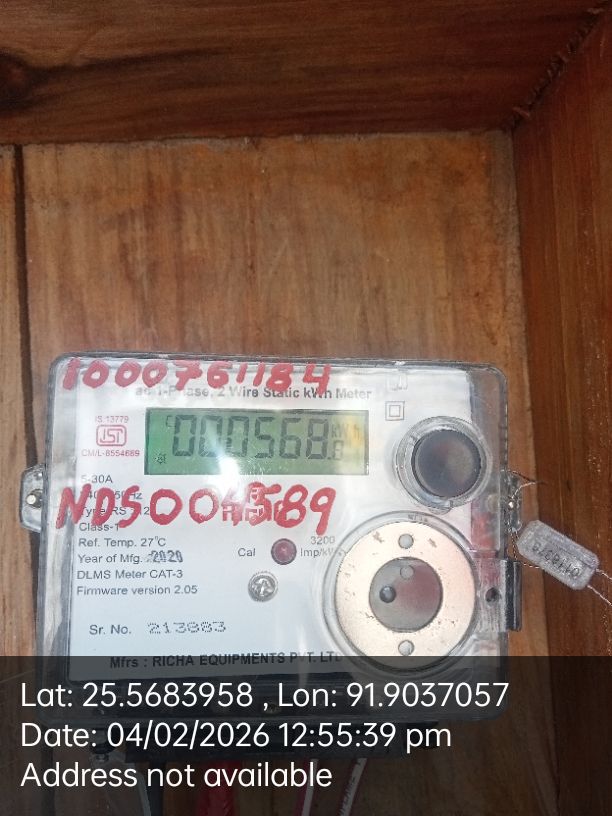 1000761184
1-Phase, 2 Wire Static kWh Meter
IS 13779
CM/L-8554669
000568.8 kWh
5-30A
50Hz
Class-1
Ref. Temp. 27°C
Year of Mfg. 2020
DLMS Meter CAT-3
Firmware version 2.05
Cal
3200
Sr. No. 213883
Mfrs : RICHA EQUIPMENTS PVT. LTD
Lat: 25.5683958 , Lon: 91.9037057
Date: 04/02/2026 12:55:39 pm
Address not available